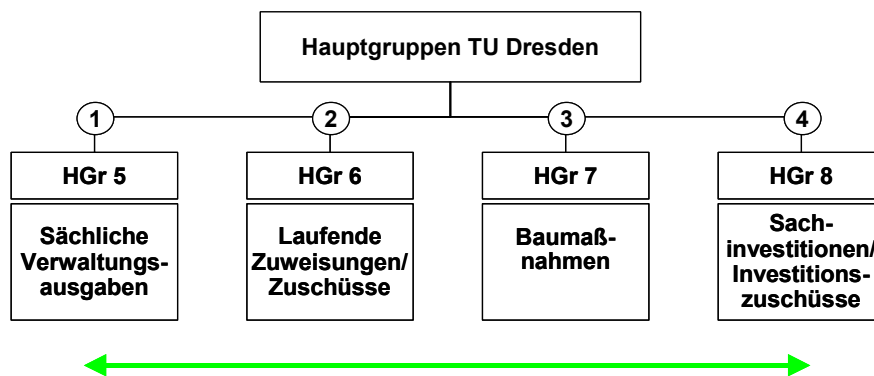 Hauptgruppen TU Dresden
1
2
3
4
HGr 5
HGr 6
HGr 7
HGr 8
Sächliche
Verwaltungs-
ausgaben
Laufende
Zuweisungen/
Zuschüsse
Baumaß-
nahmen
Sach-
investitionen/
Investitions-
zuschüsse